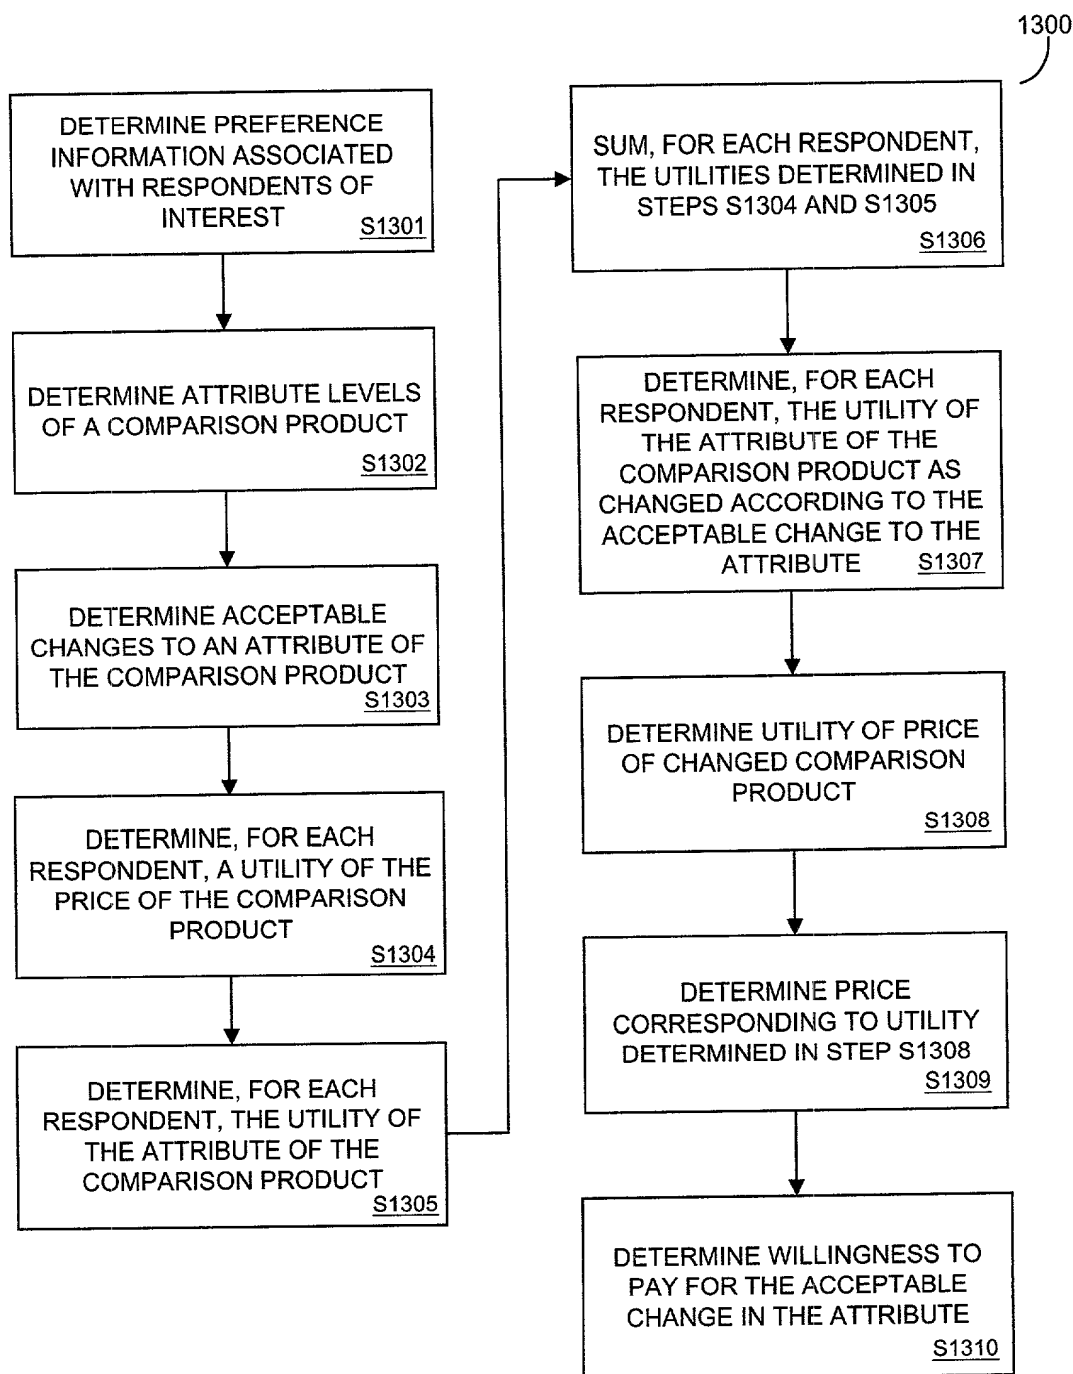 1300
DETERMINE PREFERENCE
INFORMATION ASSOCIATED
WITH RESPONDENTS OF
INTEREST
S1301
DETERMINE ATTRIBUTE LEVELS
OF A COMPARISON PRODUCT
S1302
DETERMINE ACCEPTABLE
CHANGES TO AN ATTRIBUTE OF
THE COMPARISON PRODUCT
S1303
DETERMINE, FOR EACH
RESPONDENT, A UTILITY OF THE
PRICE OF THE COMPARISON
PRODUCT
S1304
DETERMINE, FOR EACH
RESPONDENT, THE UTILITY OF
THE ATTRIBUTE OF THE
COMPARISON PRODUCT
S1305
SUM, FOR EACH RESPONDENT,
THE UTILITIES DETERMINED IN
STEPS S1304 AND S1305
S1306
DETERMINE, FOR EACH
RESPONDENT, THE UTILITY OF
THE ATTRIBUTE OF THE
COMPARISON PRODUCT AS
CHANGED ACCORDING TO THE
ACCEPTABLE CHANGE TO THE
ATTRIBUTE S1307
DETERMINE UTILITY OF PRICE
OF CHANGED COMPARISON
PRODUCT
S1308
DETERMINE PRICE
CORRESPONDING TO UTILITY
DETERMINED IN STEP S1308
S1309
DETERMINE WILLINGNESS TO
PAY FOR THE ACCEPTABLE
CHANGE IN THE ATTRIBUTE
S1310